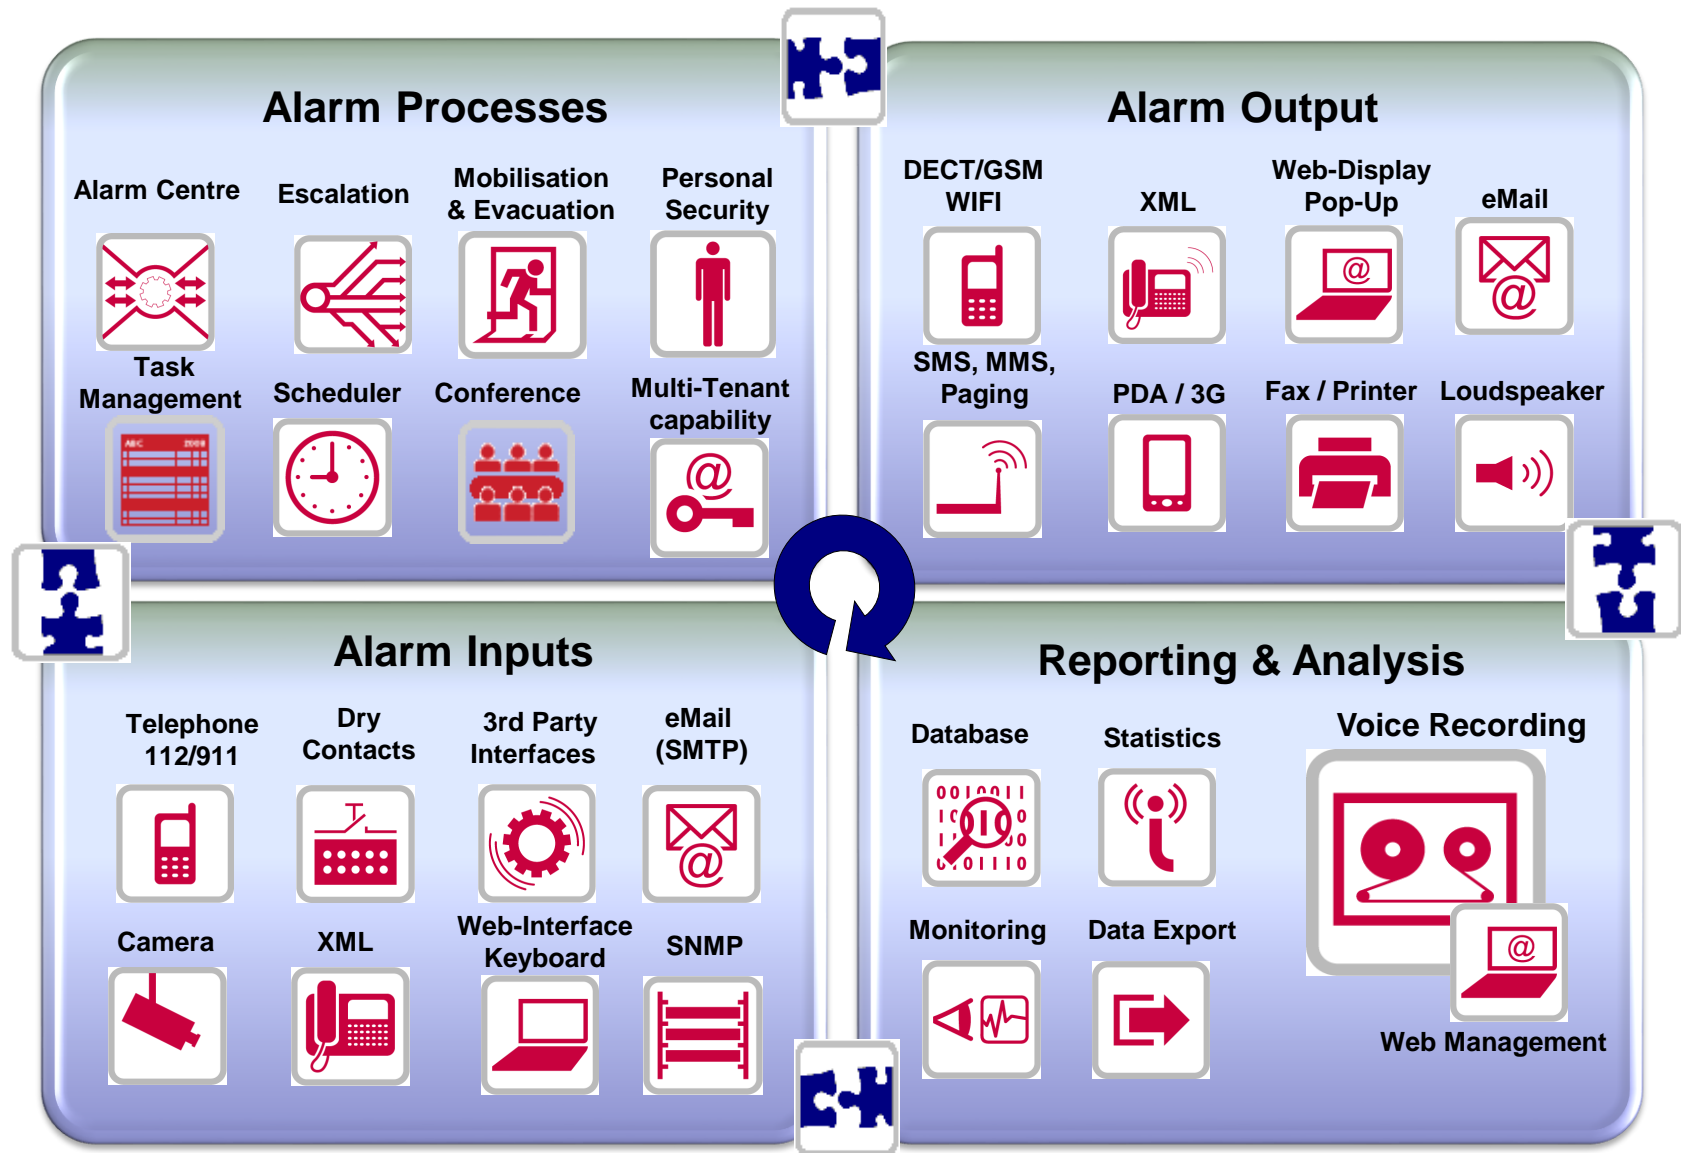 Alarm Processes
Alarm Centre
Escalation
Mobilisation
& Evacuation
Personal
Security
Task
Management
ABC 2008
Scheduler
Conference
Multi-Tenant
capability
@
Alarm Output
DECT/GSM
WIFI
XML
Web-Display
Pop-Up
@
eMail
@
SMS, MMS,
Paging
PDA / 3G
Fax / Printer
Loudspeaker
Alarm Inputs
Telephone
112/911
Dry
Contacts
3rd Party
Interfaces
eMail
(SMTP)
@
Camera
XML
Web-Interface
Keyboard
SNMP
Reporting & Analysis
Database
Statistics
Voice Recording
Monitoring
Data Export
@
Web Management